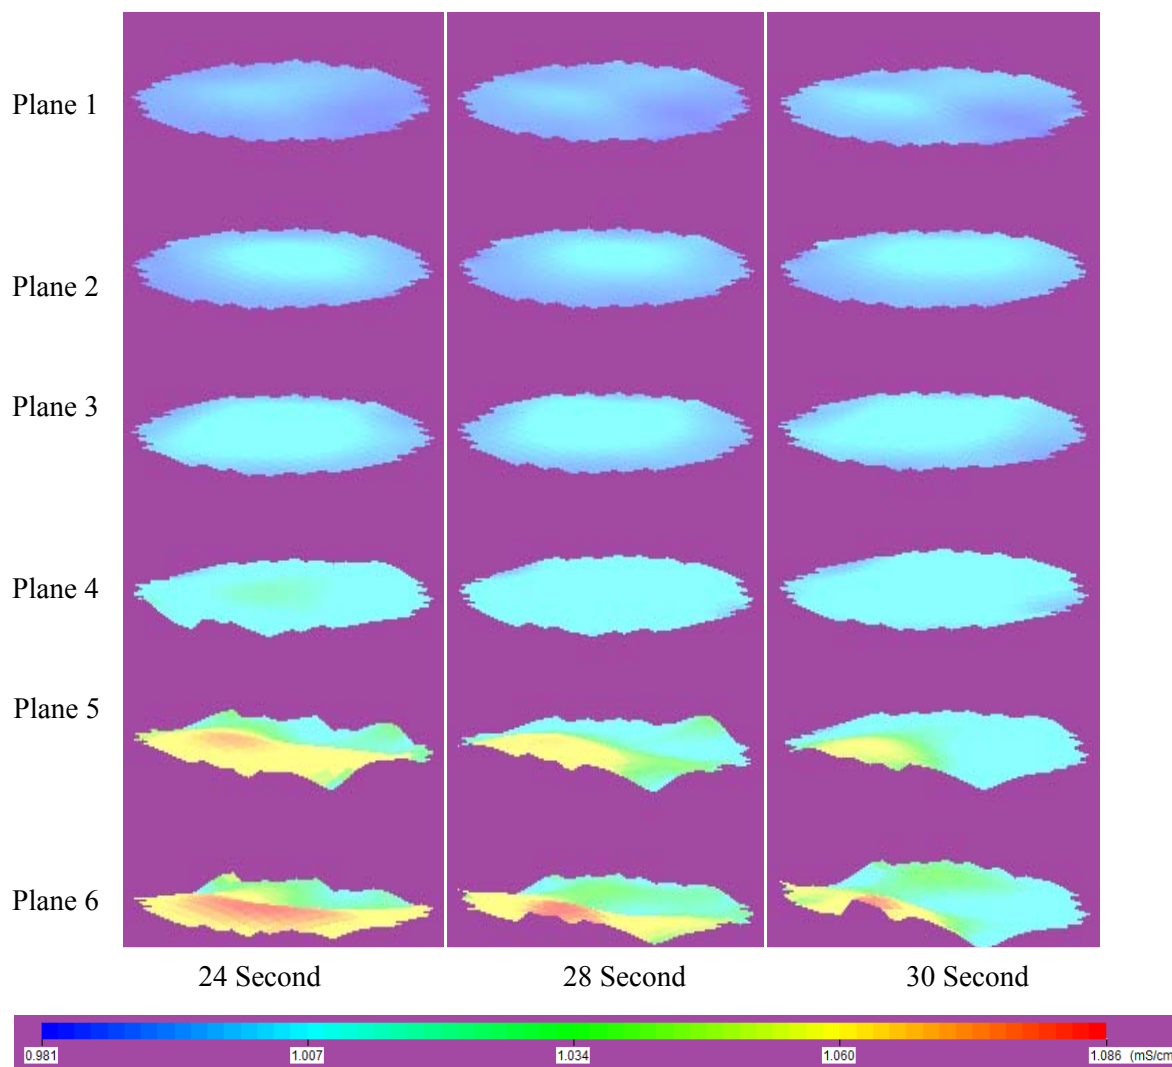 Plane 1
Plane 2
Plane 3
Plane 4
Plane 5
Plane 6
24 Second
28 Second
30 Second
0.981
1.007
1.034
1.060
1.086 (mS/cm